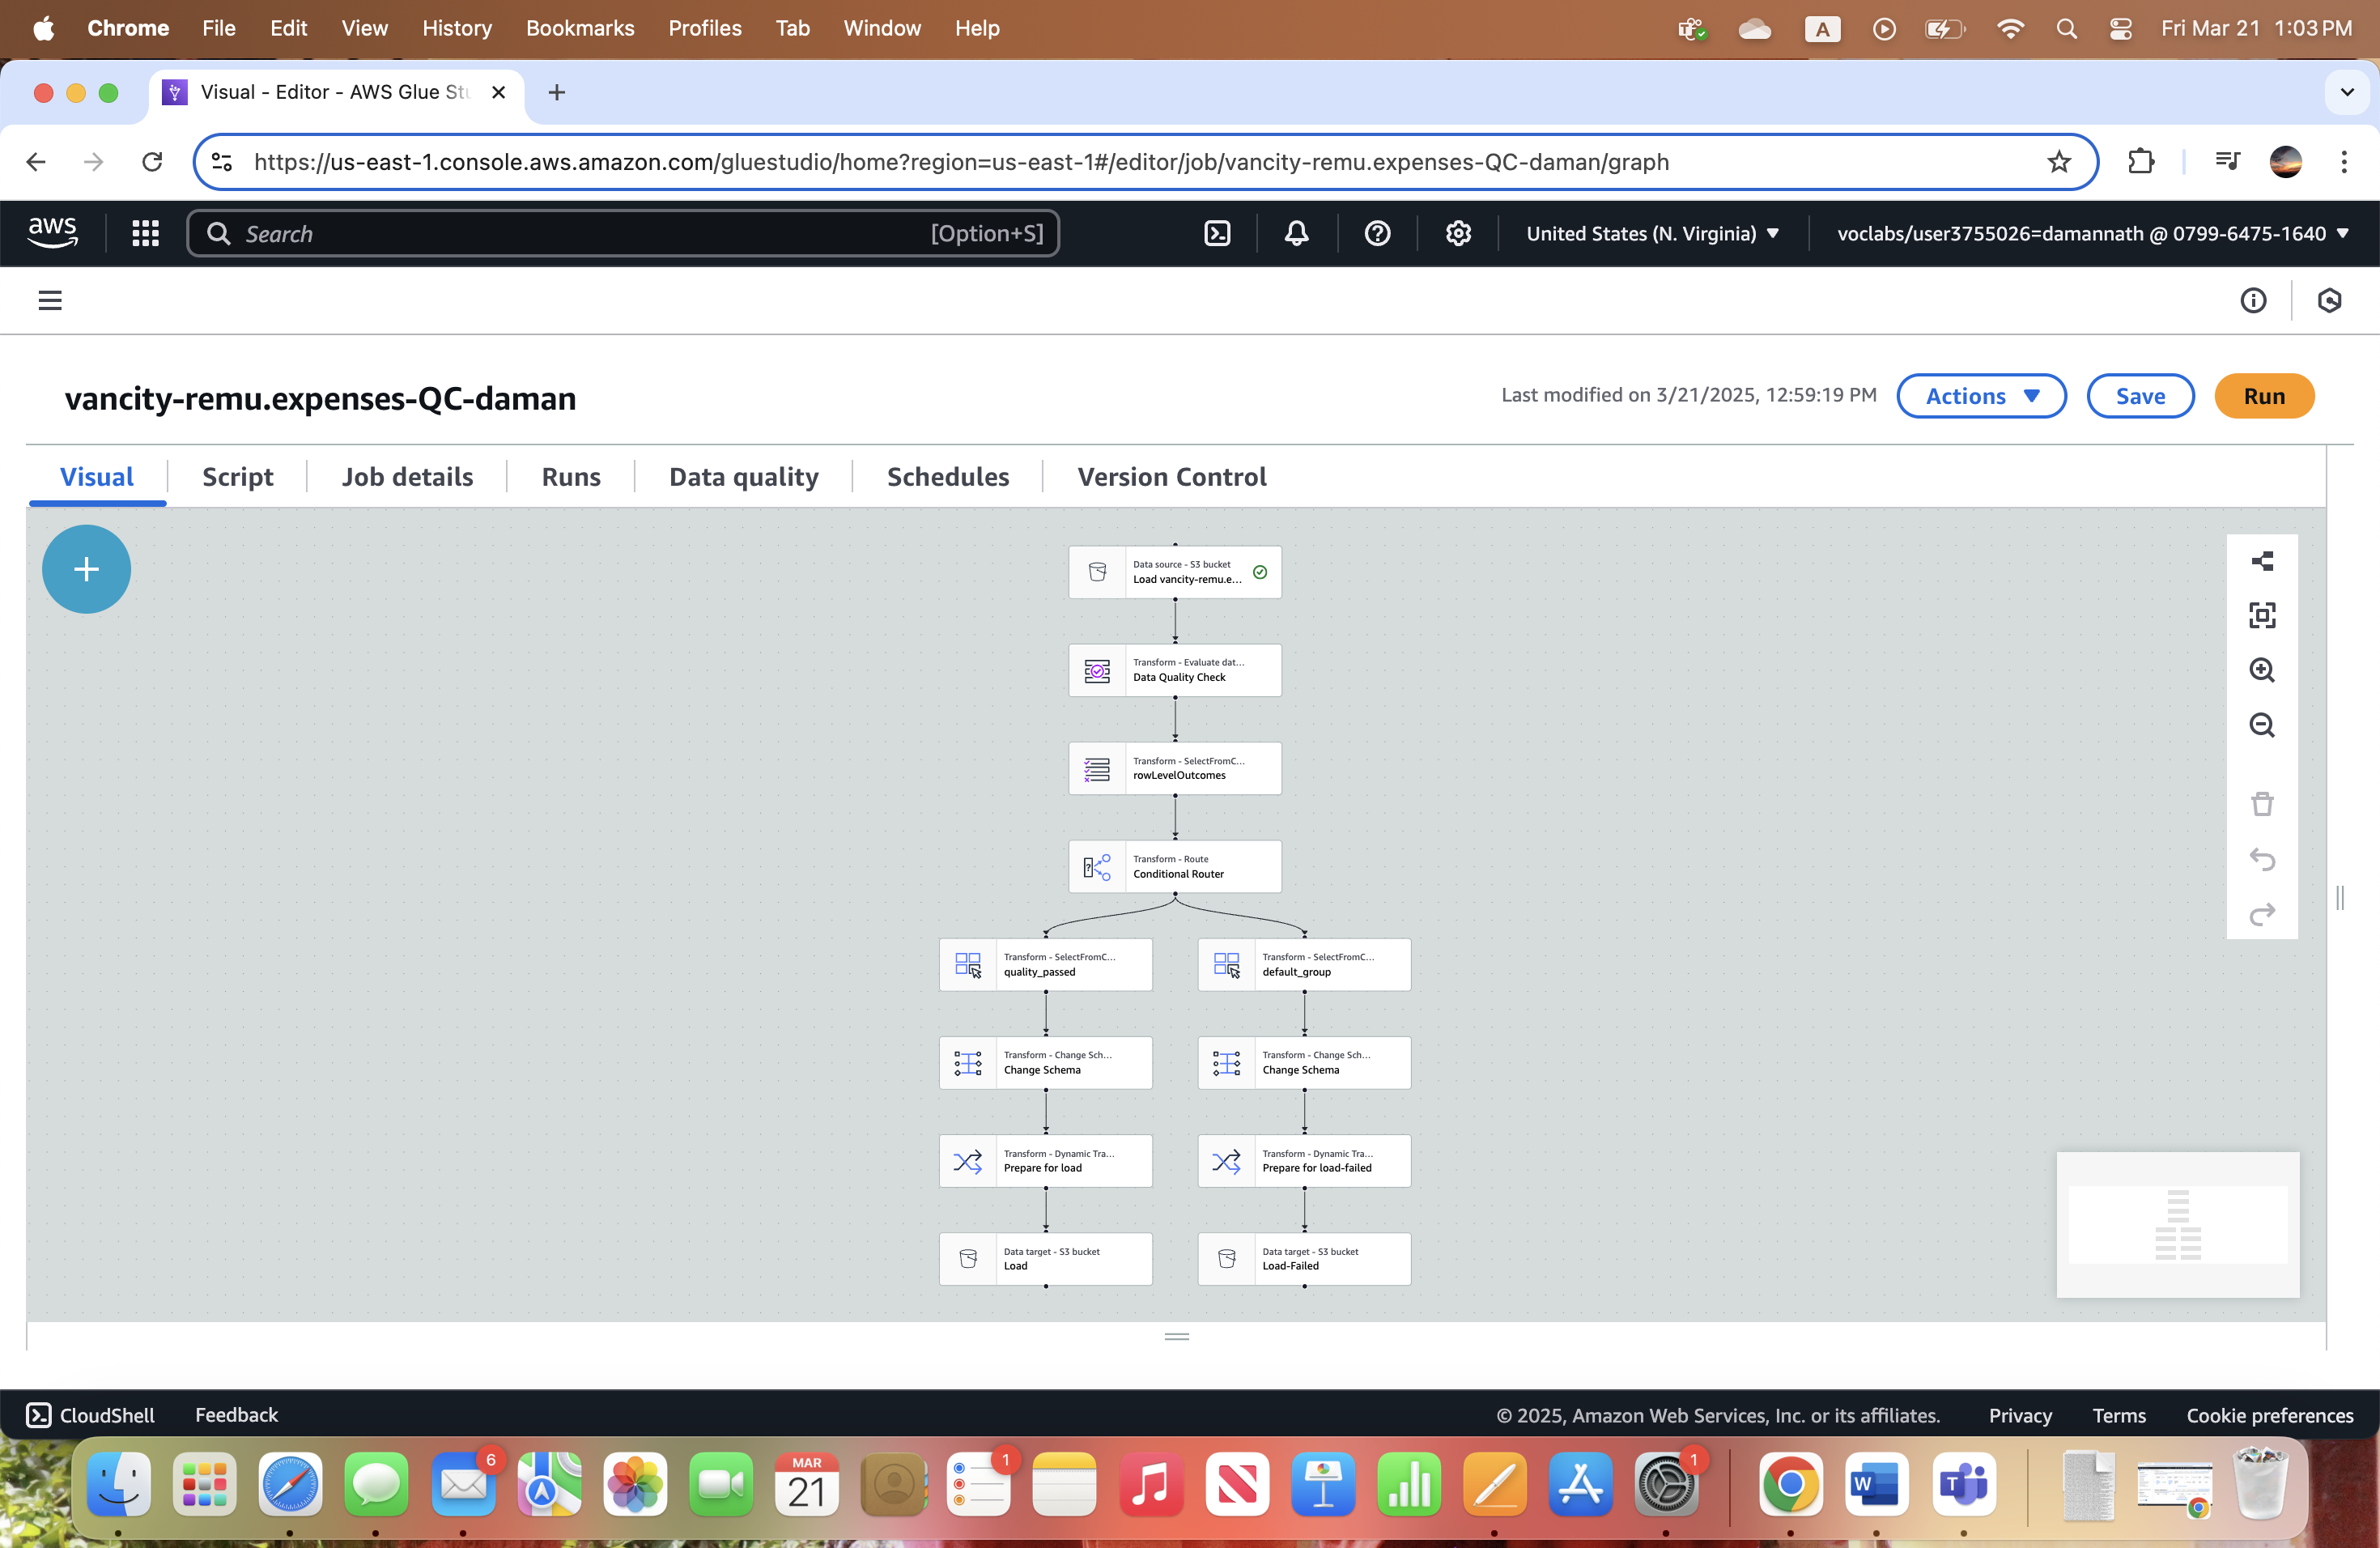 Chrome File Edit View History Bookmarks Profiles Tab Window Help
A
Fri Mar 21 1:03 PM
Visual - Editor - AWS Glue Stu
https://us-east-1.console.aws.amazon.com/gluestudio/home?region=us-east-1#/editor/job/vancity-remu.expenses-QC-daman/graph
aws
Search
[Option+S]
United States (N. Virginia)
voclabs/user3755026=damannath @ 0799-6475-1640
vancity-remu.expenses-QC-daman
Last modified on 3/21/2025, 12:59:19 PM
Actions
Save
Run
Visual
Script
Job details
Runs
Data quality
Schedules
Version Control
Data source - S3 bucket
Load vancity-remu.e...
Transform - Evaluate dat...
Data Quality Check
Transform - SelectFromC...
rowLevelOutcomes
Transform - Route
Conditional Router
Transform - SelectFromC...
quality_passed
Transform - SelectFromC...
default_group
Transform - Change Sch...
Change Schema
Transform - Change Sch...
Change Schema
Transform - Dynamic Tra...
Prepare for load
Transform - Dynamic Tra...
Prepare for load-failed
Data target - S3 bucket
Load
Data target - S3 bucket
Load-Failed
CloudShell
Feedback
© 2025, Amazon Web Services, Inc. or its affiliates.
Privacy
Terms
Cookie preferences
6
MAR
21
1
1
W
T